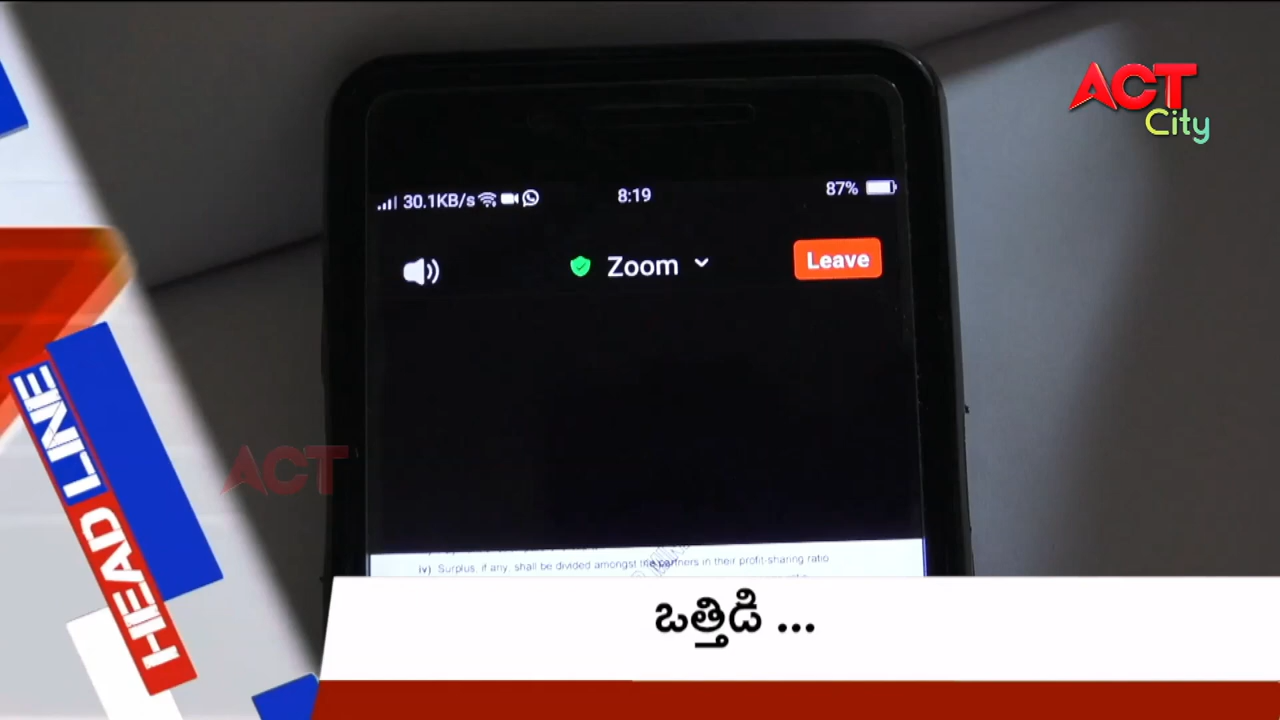 ACT
City
30.1KB/s
8:19
87%
Zoom
Leave
HEAD LINE
ACT
iv) Surplus, if any, shall be divided amongst the partners in their profit-sharing ratio
ఒత్తిడి ...